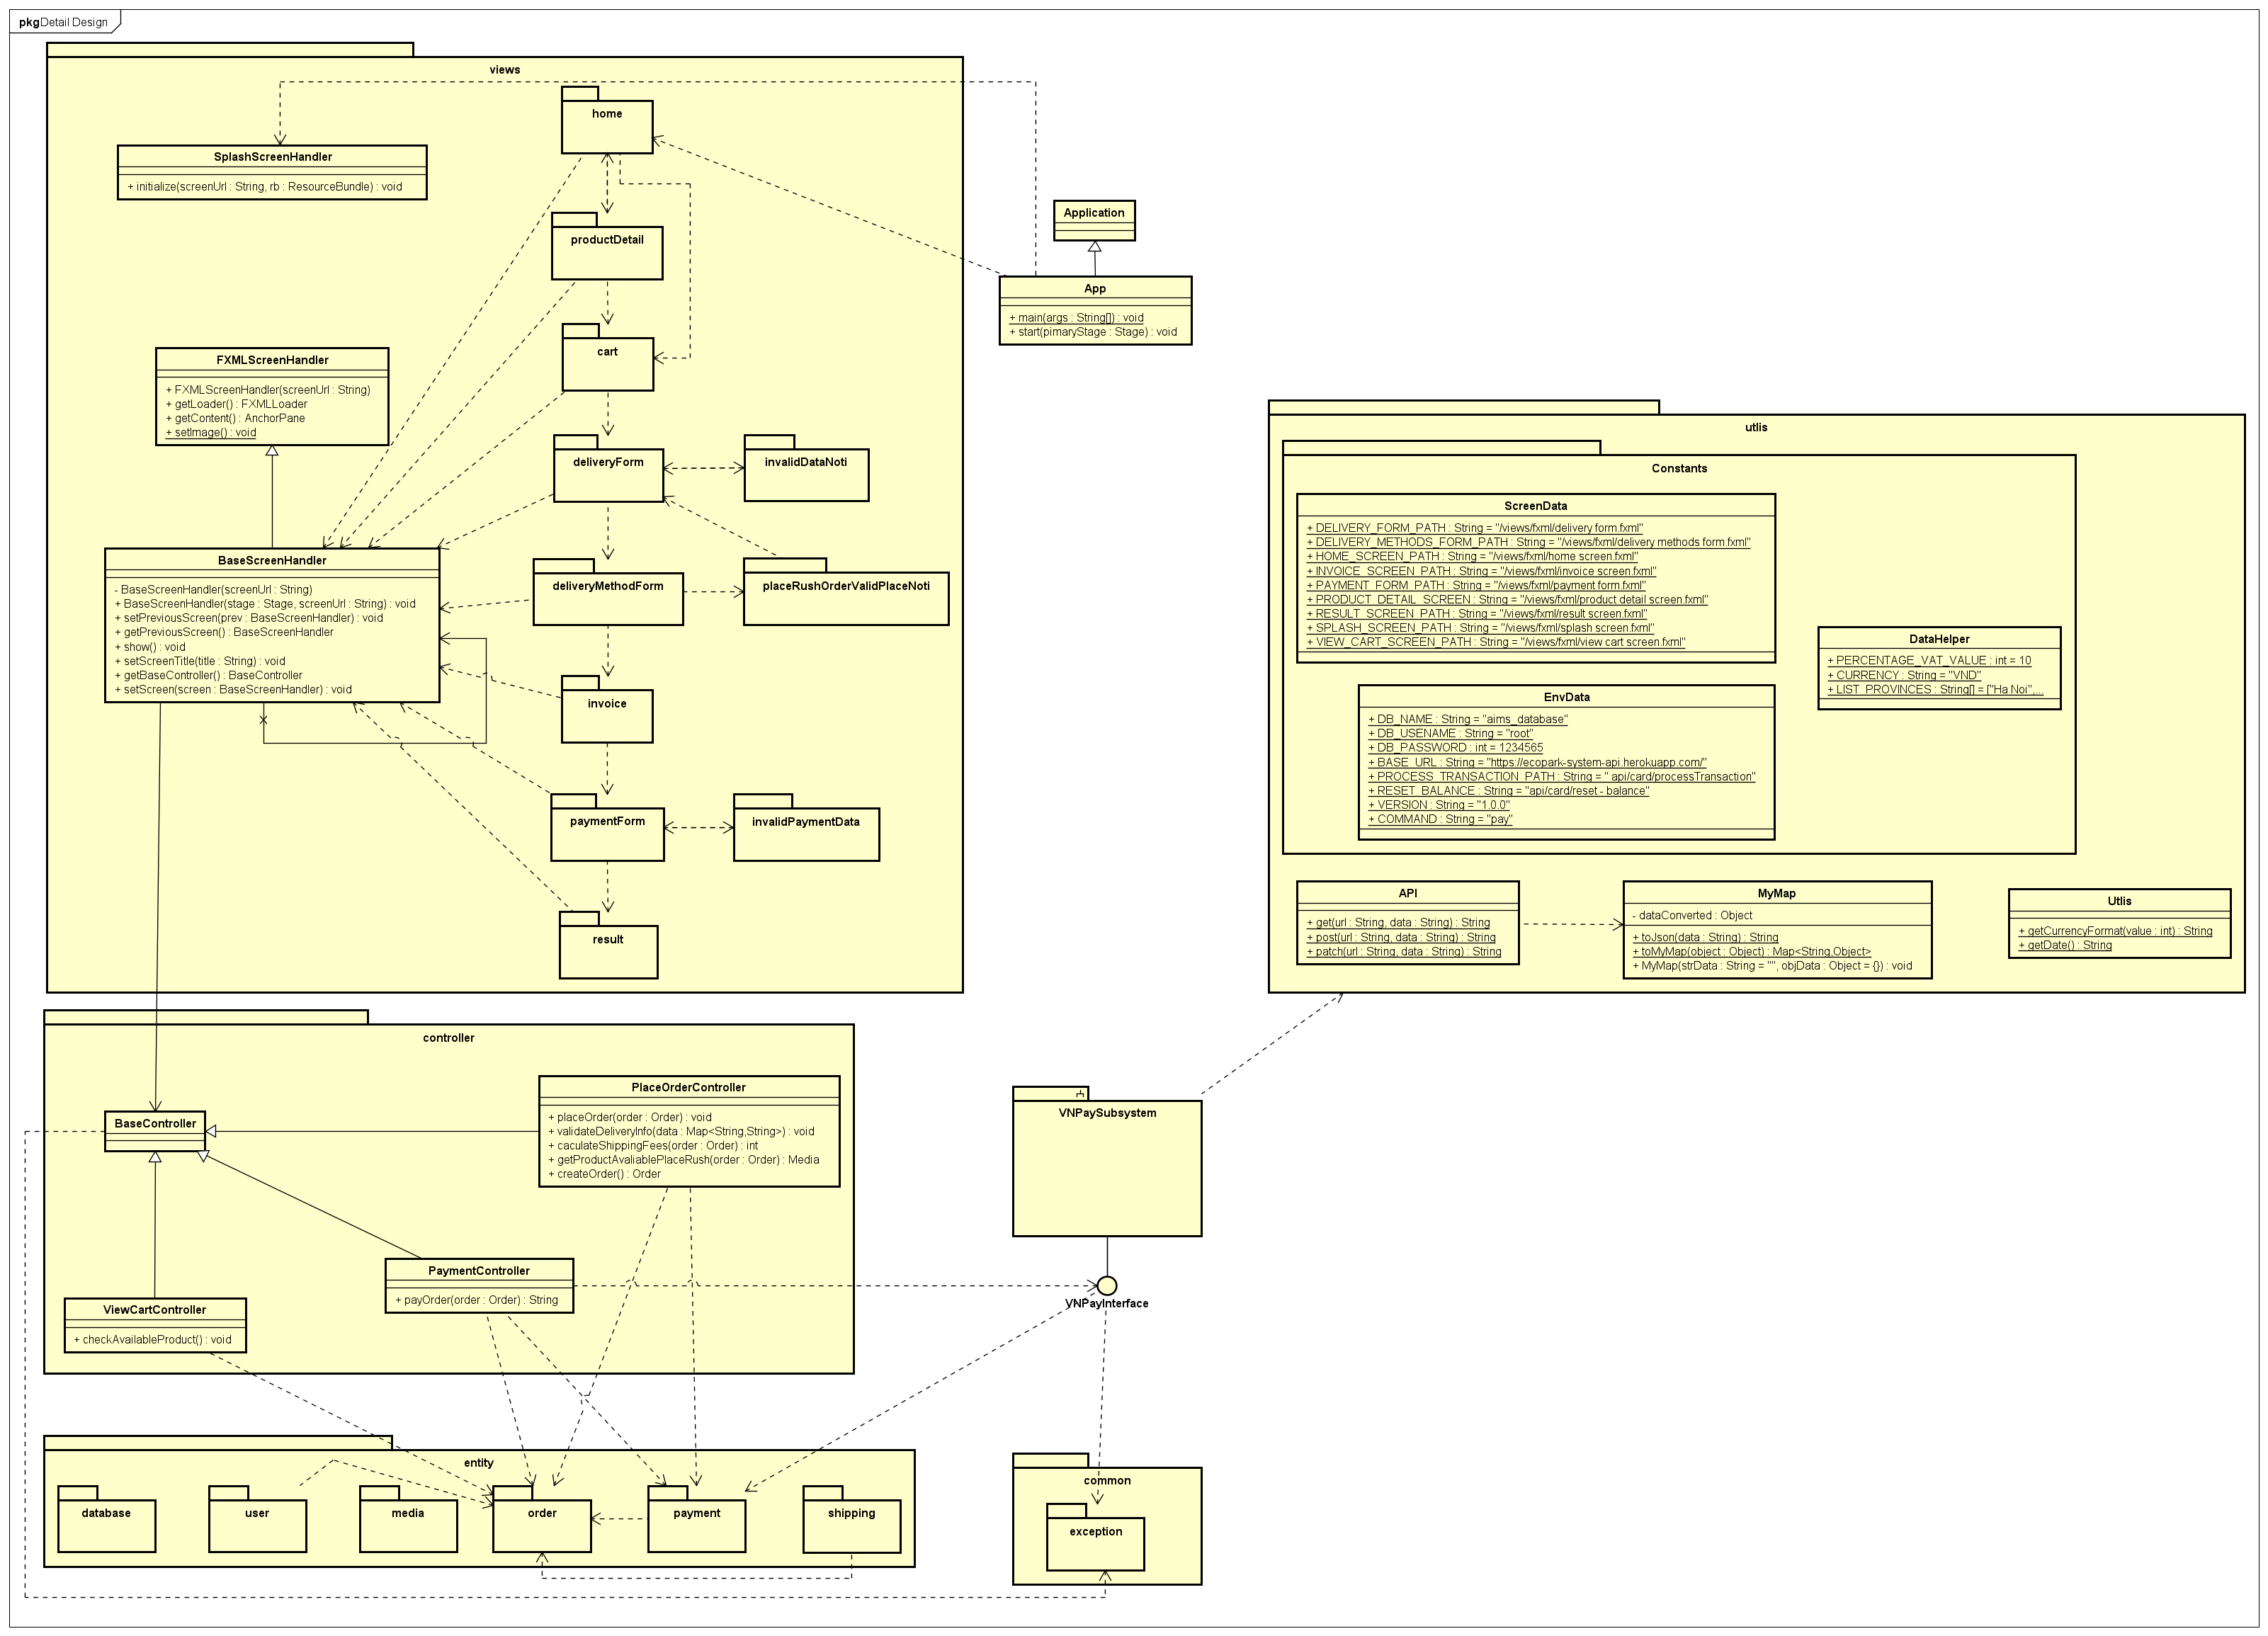 pkg Detail Design
views
home
SplashScreenHandler
+ initialize(screenUrl : String, rb : ResourceBundle) : void
productDetail
Application
App
+ main(args : String[]) : void
+ start(pimaryStage : Stage) : void
cart
FXMLScreenHandler
+ FXMLScreenHandler(screenUrl : String)
+ getLoader() : FXMLLoader
+ getContent() : AnchorPane
+ setImage() : void
deliveryForm
invalidDataNoti
BaseScreenHandler
- BaseScreenHandler(screenUrl : String)
+ BaseScreenHandler(stage : Stage, screenUrl : String) : void
+ setPreviousScreen(prev : BaseScreenHandler) : void
+ getPreviousScreen() : BaseScreenHandler
+ show() : void
+ setScreenTitle(title : String) : void
+ getBaseController() : BaseController
+ setScreen(screen : BaseScreenHandler) : void
deliveryMethodForm
placeRushOrderValidPlaceNoti
invoice
paymentForm
invalidPaymentData
result
utlis
Constants
ScreenData
+ DELIVERY_FORM_PATH : String = "/views/fxml/delivery form.fxml"
+ DELIVERY_METHODS_FORM_PATH : String = "/views/fxml/delivery methods form.fxml"
+ HOME_SCREEN_PATH : String = "/views/fxml/home screen.fxml"
+ INVOICE_SCREEN_PATH : String = "/views/fxml/invoice screen.fxml"
+ PAYMENT_FORM_PATH : String = "/views/fxml/payment form.fxml"
+ PRODUCT_DETAIL_SCREEN : String = "/views/fxml/product detail screen.fxml"
+ RESULT_SCREEN_PATH : String = "/views/fxml/result screen.fxml"
+ SPLASH_SCREEN_PATH : String = "/views/fxml/splash screen.fxml"
+ VIEW_CART_SCREEN_PATH : String = "/views/fxml/view cart screen.fxml"
DataHelper
+ PERCENTAGE_VAT_VALUE : int = 10
+ CURRENCY : String = "VND"
+ LIST_PROVINCES : String[] = ["Ha Noi",...
EnvData
+ DB_NAME : String = "aims_database"
+ DB_USENAME : String = "root"
+ DB_PASSWORD : int = 1234565
+ BASE_URL : String = "https://ecopark-system-api.herokuapp.com/"
+ PROCESS_TRANSACTION_PATH : String = " api/card/processTransaction"
+ RESET_BALANCE : String = "api/card/reset - balance"
+ VERSION : String = "1.0.0"
+ COMMAND : String = "pay"
API
+ get(url : String, data : String) : String
+ post(url : String, data : String) : String
+ patch(url : String, data : String) : String
MyMap
- dataConverted : Object
+ toJson(data : String) : String
+ toMyMap(object : Object) : Map<String,Object>
+ MyMap(strData : String = "", objData : Object = {}) : void
Utlis
+ getCurrencyFormat(value : int) : String
+ getDate() : String
controller
PlaceOrderController
+ placeOrder(order : Order) : void
+ validateDeliveryInfo(data : Map<String,String>) : void
+ caculateShippingFees(order : Order) : int
+ getProductAvaliablePlaceRush(order : Order) : Media
+ createOrder() : Order
BaseController
PaymentController
+ payOrder(order : Order) : String
ViewCartController
+ checkAvailableProduct() : void
VNPaySubsystem
VNPayInterface
entity
database
user
media
order
payment
shipping
common
exception